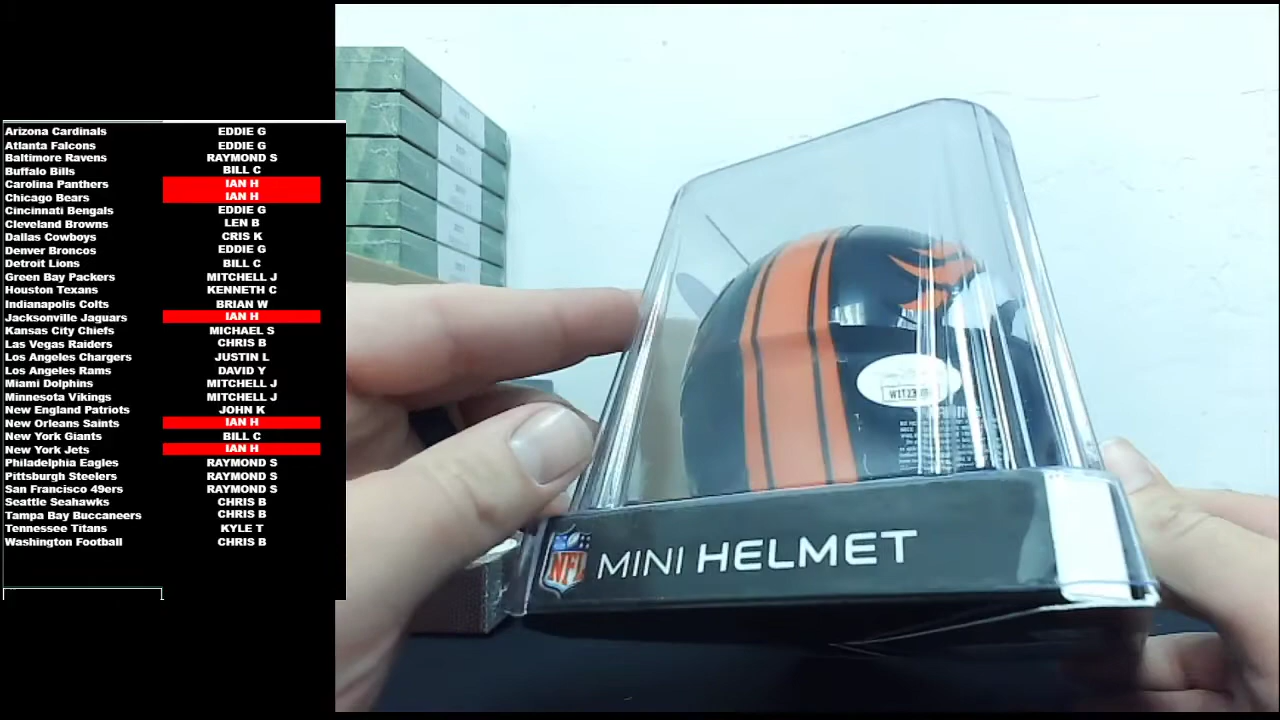 Arizona Cardinals EDDIE G
Atlanta Falcons EDDIE G
Baltimore Ravens RAYMOND S
Buffalo Bills BILL C
Carolina Panthers IAN H
Chicago Bears IAN H
Cincinnati Bengals EDDIE G
Cleveland Browns LEN B
Dallas Cowboys CRIS K
Denver Broncos EDDIE G
Detroit Lions BILL C
Green Bay Packers MITCHELL J
Houston Texans KENNETH C
Indianapolis Colts BRIAN W
Jacksonville Jaguars IAN H
Kansas City Chiefs MICHAEL S
Las Vegas Raiders CHRIS B
Los Angeles Chargers JUSTIN L
Los Angeles Rams DAVID Y
Miami Dolphins MITCHELL J
Minnesota Vikings MITCHELL J
New England Patriots JOHN K
New Orleans Saints IAN H
New York Giants BILL C
New York Jets IAN H
Philadelphia Eagles RAYMOND S
Pittsburgh Steelers RAYMOND S
San Francisco 49ers RAYMOND S
Seattle Seahawks CHRIS B
Tampa Bay Buccaneers CHRIS B
Tennessee Titans KYLE T
Washington Football CHRIS B
NFL MINI HELMET